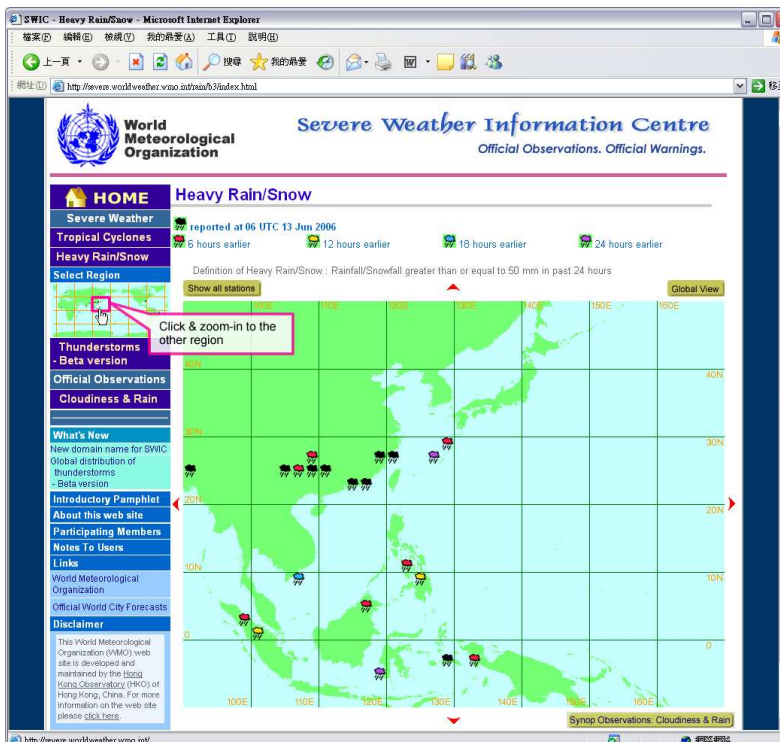 SWIC - Heavy Rain/Snow - Microsoft Internet Explorer
檔案(F) 編輯(E) 檢視(V) 我的最愛(A) 工具(T) 說明(H)
上一頁 搜尋 我的最愛
網址(D) http://severe.worldweather.wmo.int/rain/b3/index.html
World
Meteorological
Organization
Severe Weather Information Centre
Official Observations. Official Warnings.
HOME
Severe Weather
Tropical Cyclones
Heavy Rain/Snow
Select Region
Click & zoom-in to the
other region
Thunderstorms
- Beta version
Official Observations
Cloudiness & Rain
What's New
New domain name for SWIC
Global distribution of
thunderstorms
- Beta version
Introductory Pamphlet
About this web site
Participating Members
Notes To Users
Links
World Meteorological
Organization
Official World City Forecasts
Disclaimer
This World Meteorological
Organization (WMO) web
site is developed and
maintained by the Hong
Kong Observatory (HKO) of
Hong Kong, China. For more
information on the web site
please click here.
Heavy Rain/Snow
reported at 06 UTC 13 Jun 2006
6 hours earlier 12 hours earlier 18 hours earlier 24 hours earlier
Definition of Heavy Rain/Snow : Rainfall/Snowfall greater than or equal to 50 mm in past 24 hours
Show all stations Global View
100E 110E 120E 130E 140E 150E 160E
40N 40N
30N 30N
20N 20N
10N 10N
0 0
100E 110E 120E 130E 140E 150E 160E
Synop Observations: Cloudiness & Rain
http://severe.worldweather.wmo.int/